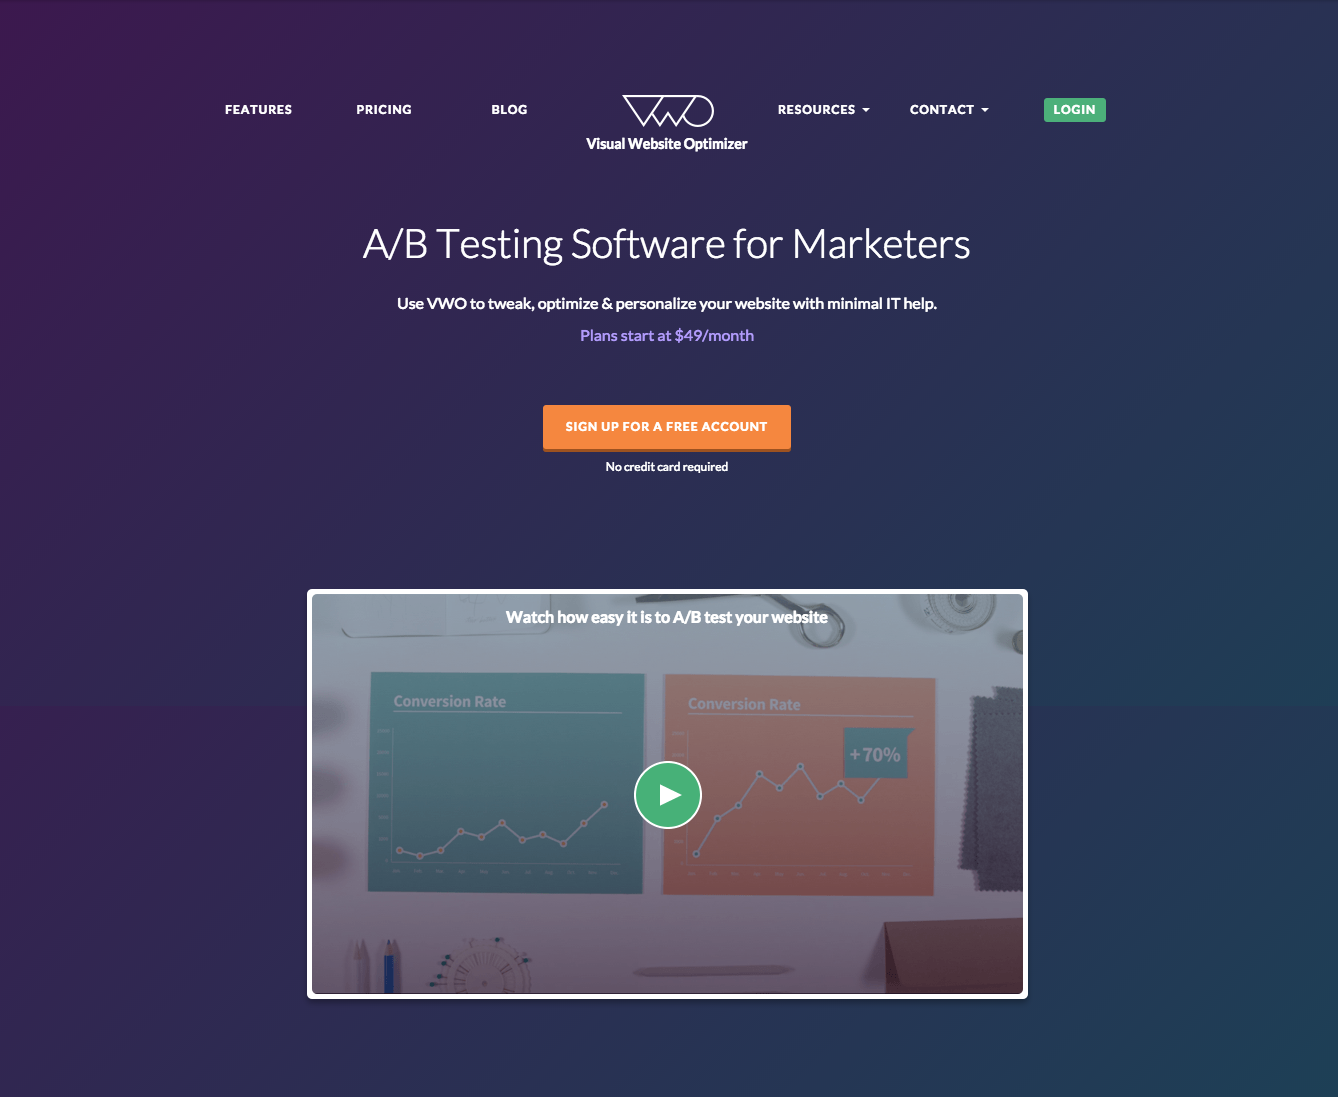 FEATURES
PRICING
BLOG
VWO
Visual Website Optimizer
RESOURCES
CONTACT
LOGIN
A/B Testing Software for Marketers
Use VWO to tweak, optimize & personalize your website with minimal IT help.
Plans start at $49/month
SIGN UP FOR A FREE ACCOUNT
No credit card required
Watch how easy it is to A/B test your website
Conversion Rate
Conversion Rate
+70%